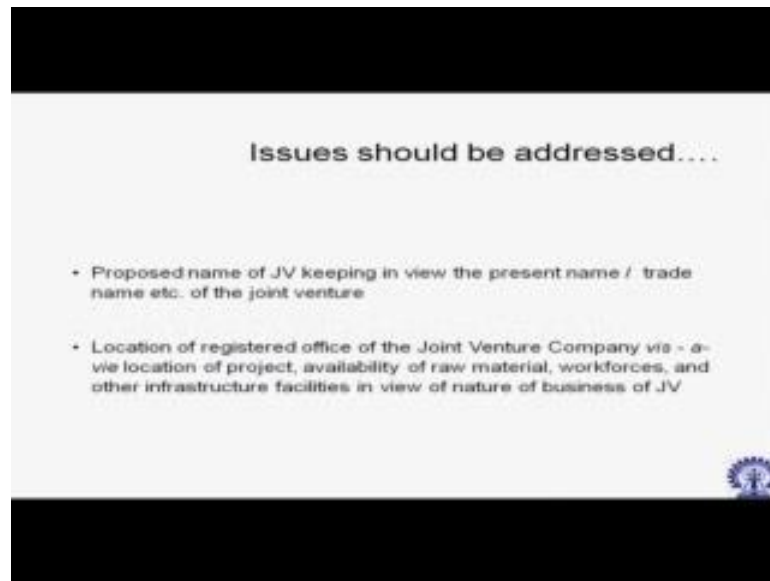 Issues should be addressed....
• Proposed name of JV keeping in view the present name / trade
name etc. of the joint venture
• Location of registered office of the Joint Venture Company vis - a-
vie location of project, availability of raw material, workforces, and
other infrastructure facilities in view of nature of business of JV